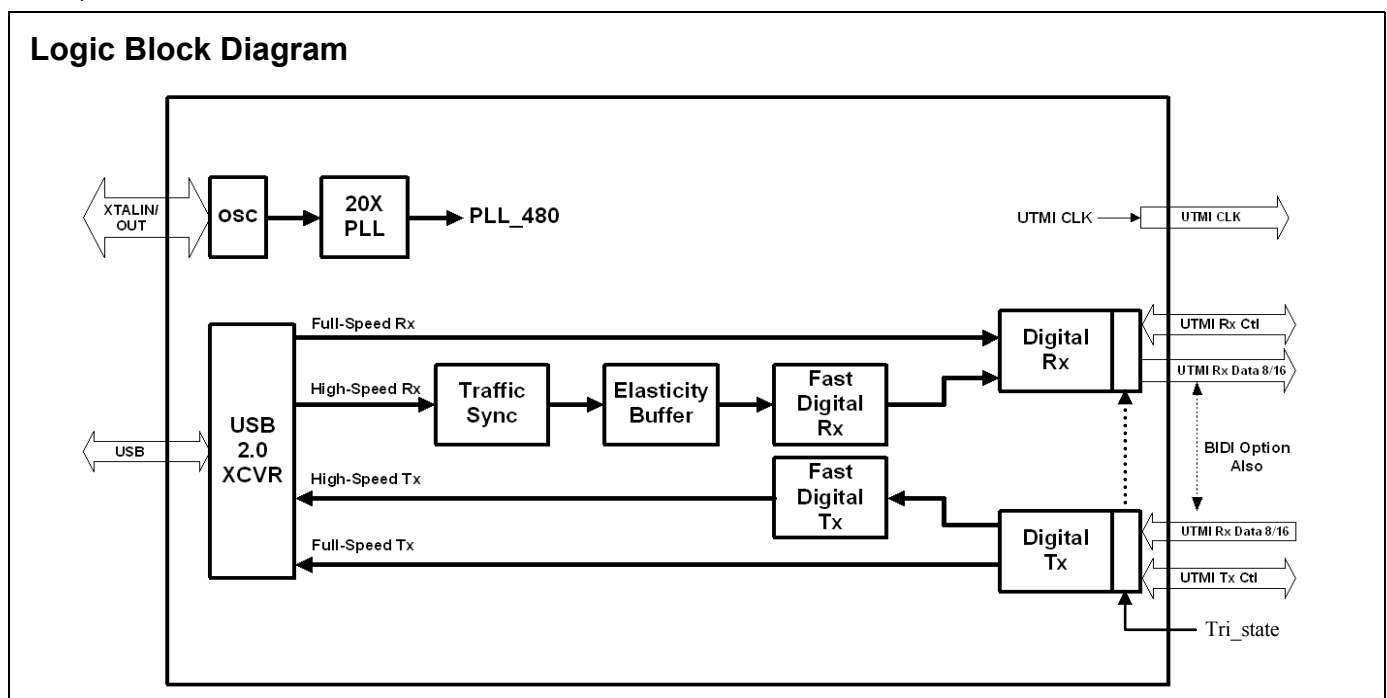 Logic Block Diagram
XTALIN/
OUT
OSC
20X
PLL
PLL_480
UTMI CLK
UTMI CLK
Full-Speed Rx
Digital
Rx
UTMI Rx Ctl
UTMI Rx Data 8/16
High-Speed Rx
Traffic
Sync
Elasticity
Buffer
Fast
Digital
Rx
USB
USB
2.0
XCVR
BIDI Option
Also
High-Speed Tx
Fast
Digital
Tx
Full-Speed Tx
Digital
Tx
UTMI Rx Data 8/16
UTMI Tx Ctl
Tri_state